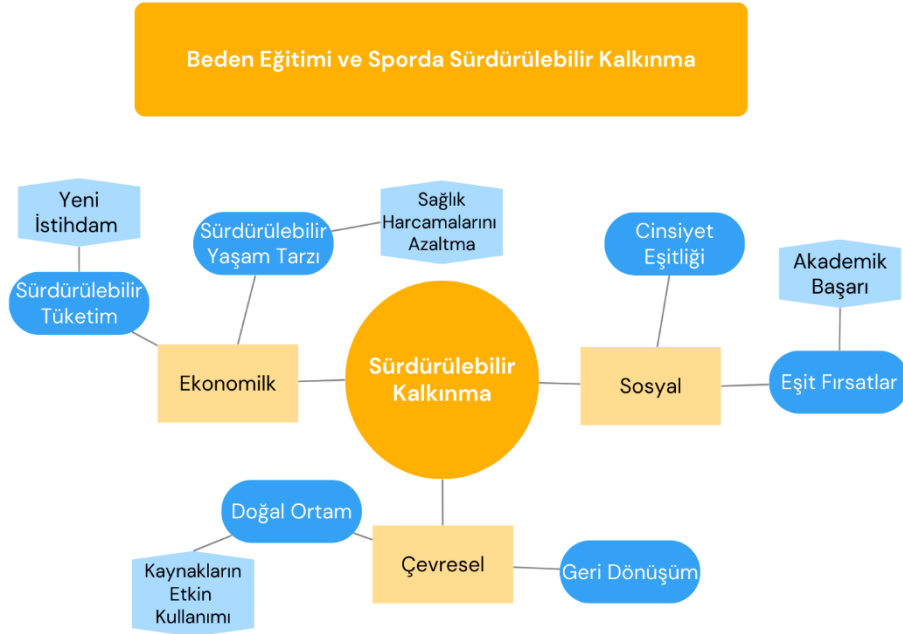 Beden Eğitimi ve Sporda Sürdürülebilir Kalkınma
Yeni
İstihdam
Sürdürülebilir
Yaşam Tarzı
Sağlık
Harcamalarını
Azaltma
Cinsiyet
Eşitliği
Akademik
Başarı
Sürdürülebilir
Tüketim
Ekonomilk
Sürdürülebilir
Kalkınma
Sosyal
Eşit Fırsatlar
Doğal Ortam
Çevresel
Geri Dönüşüm
Kaynakların
Etkin
Kullanımı